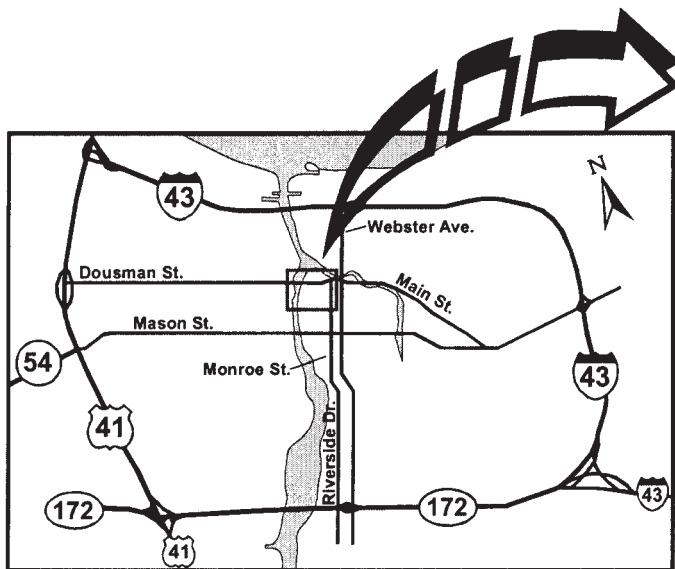 N
43
Webster Ave.
Dousman St.
Main St.
Mason St.
54
Monroe St.
43
41
Riverside Dr.
172
172
43
41